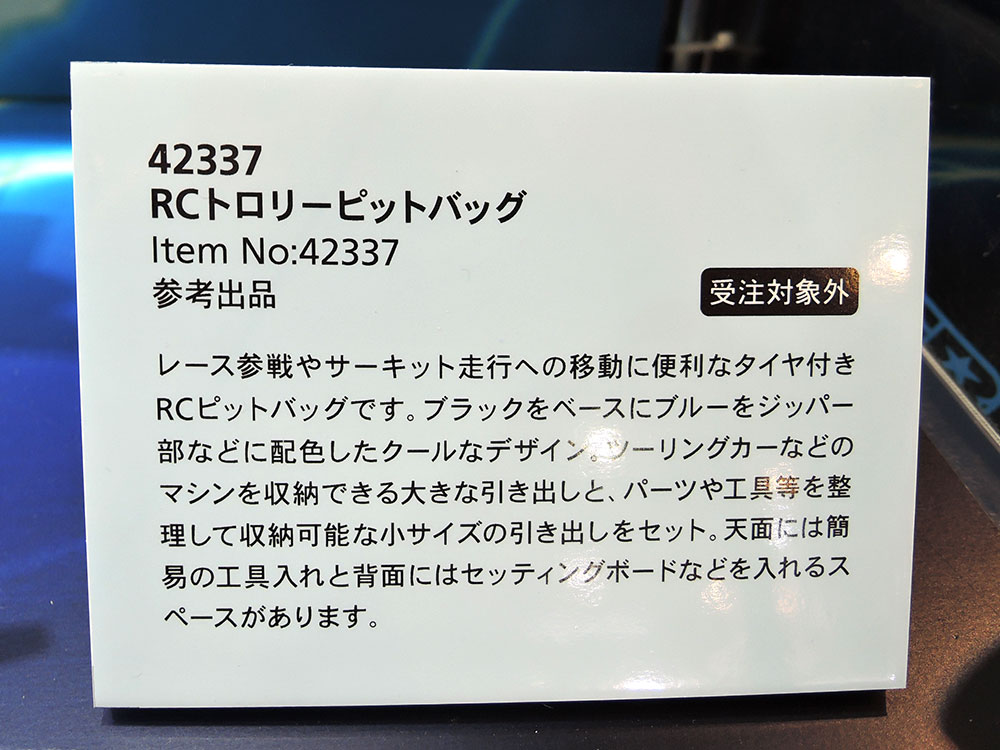 42337
RCトロリーピットバッグ
Item No:42337
参考出品
受注対象外
レース参戦やサーキット走行への移動に便利なタイヤ付き
RCピットバッグです。ブラックをベースにブルーをジッパー
部などに配色したクールなデザイン。ツーリングカーなどの
マシンを収納できる大きな引き出しと、パーツや工具等を整
理して収納可能な小サイズの引き出しをセット。天面には簡
易の工具入れと背面にはセッティングボードなどを入れるス
ペースがあります。